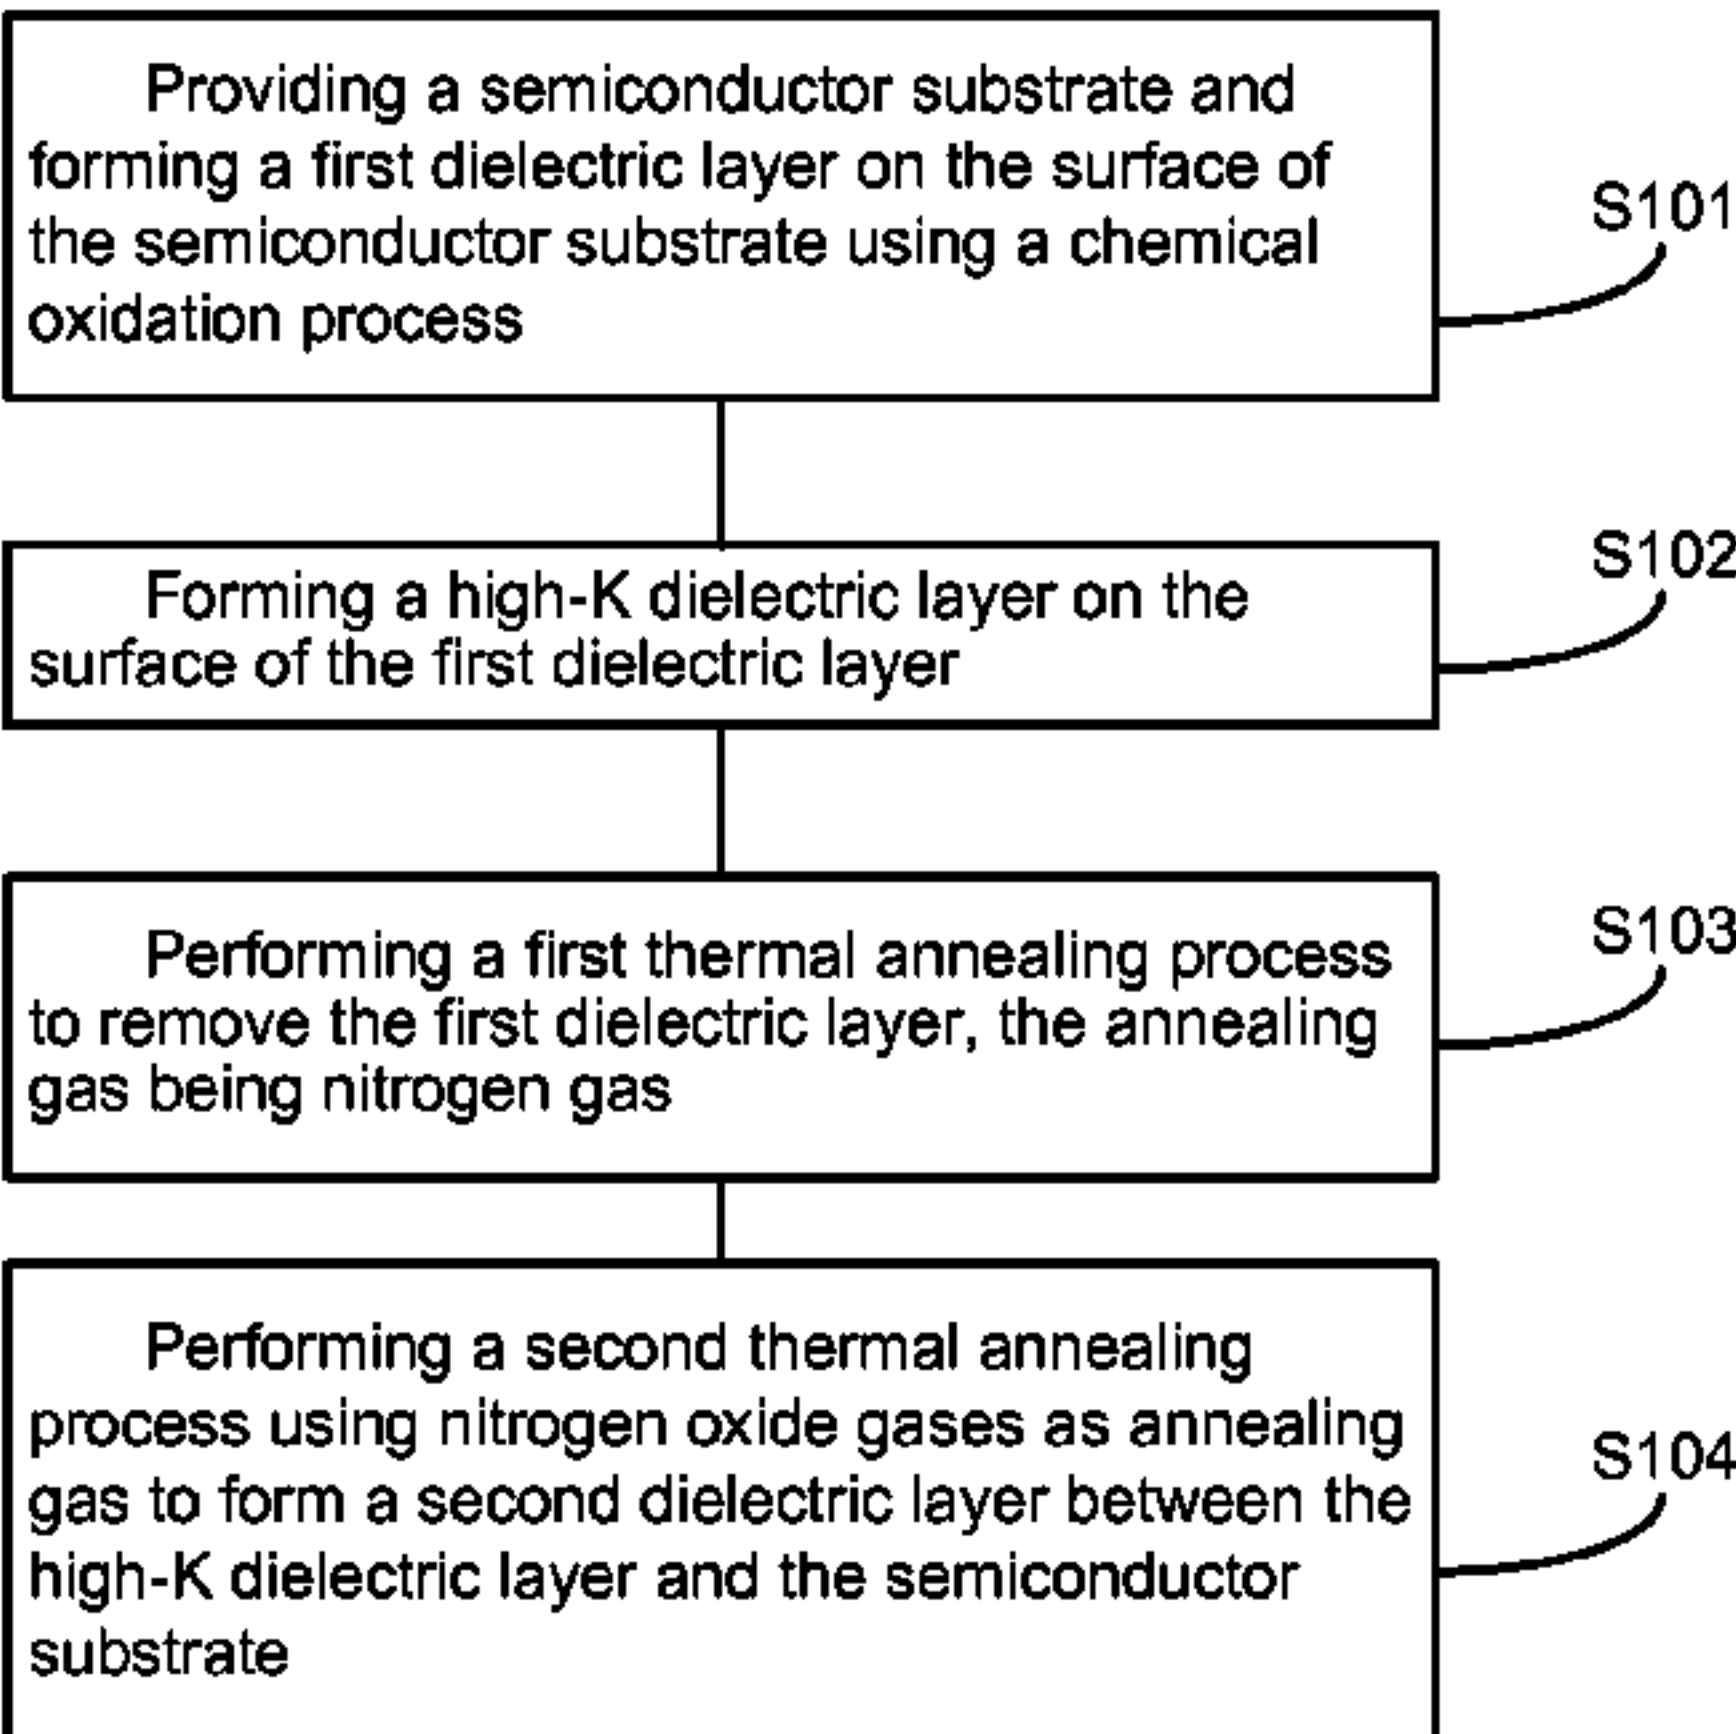 Providing a semiconductor substrate and
forming a first dielectric layer on the surface of
the semiconductor substrate using a chemical
oxidation process
S101
Forming a high-K dielectric layer on the
surface of the first dielectric layer
S102
Performing a first thermal annealing process
to remove the first dielectric layer, the annealing
gas being nitrogen gas
S103
Performing a second thermal annealing
process using nitrogen oxide gases as annealing
gas to form a second dielectric layer between the
high-K dielectric layer and the semiconductor
substrate
S104